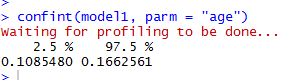 >
> confint(model1, parm = "age")
Waiting for profiling to be done...
2.5 % 97.5 %
0.1085480 0.1662561
>